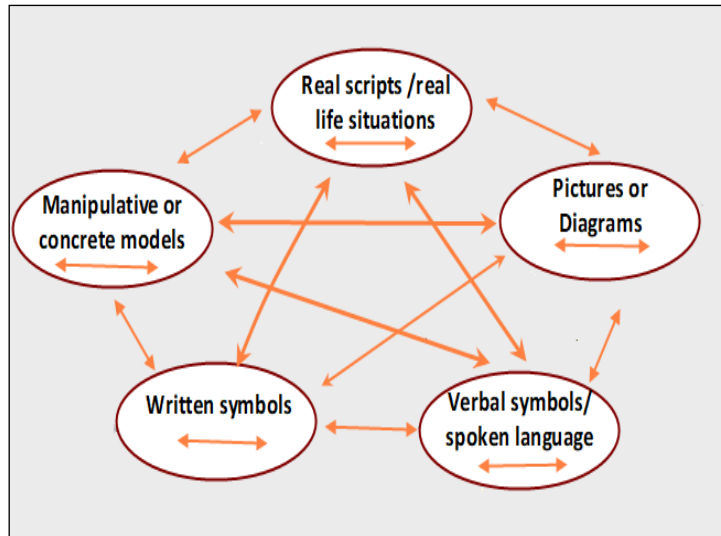 Real scripts /real
life situations
Manipulative or
concrete models
Pictures or
Diagrams
Written symbols
Verbal symbols/
spoken language